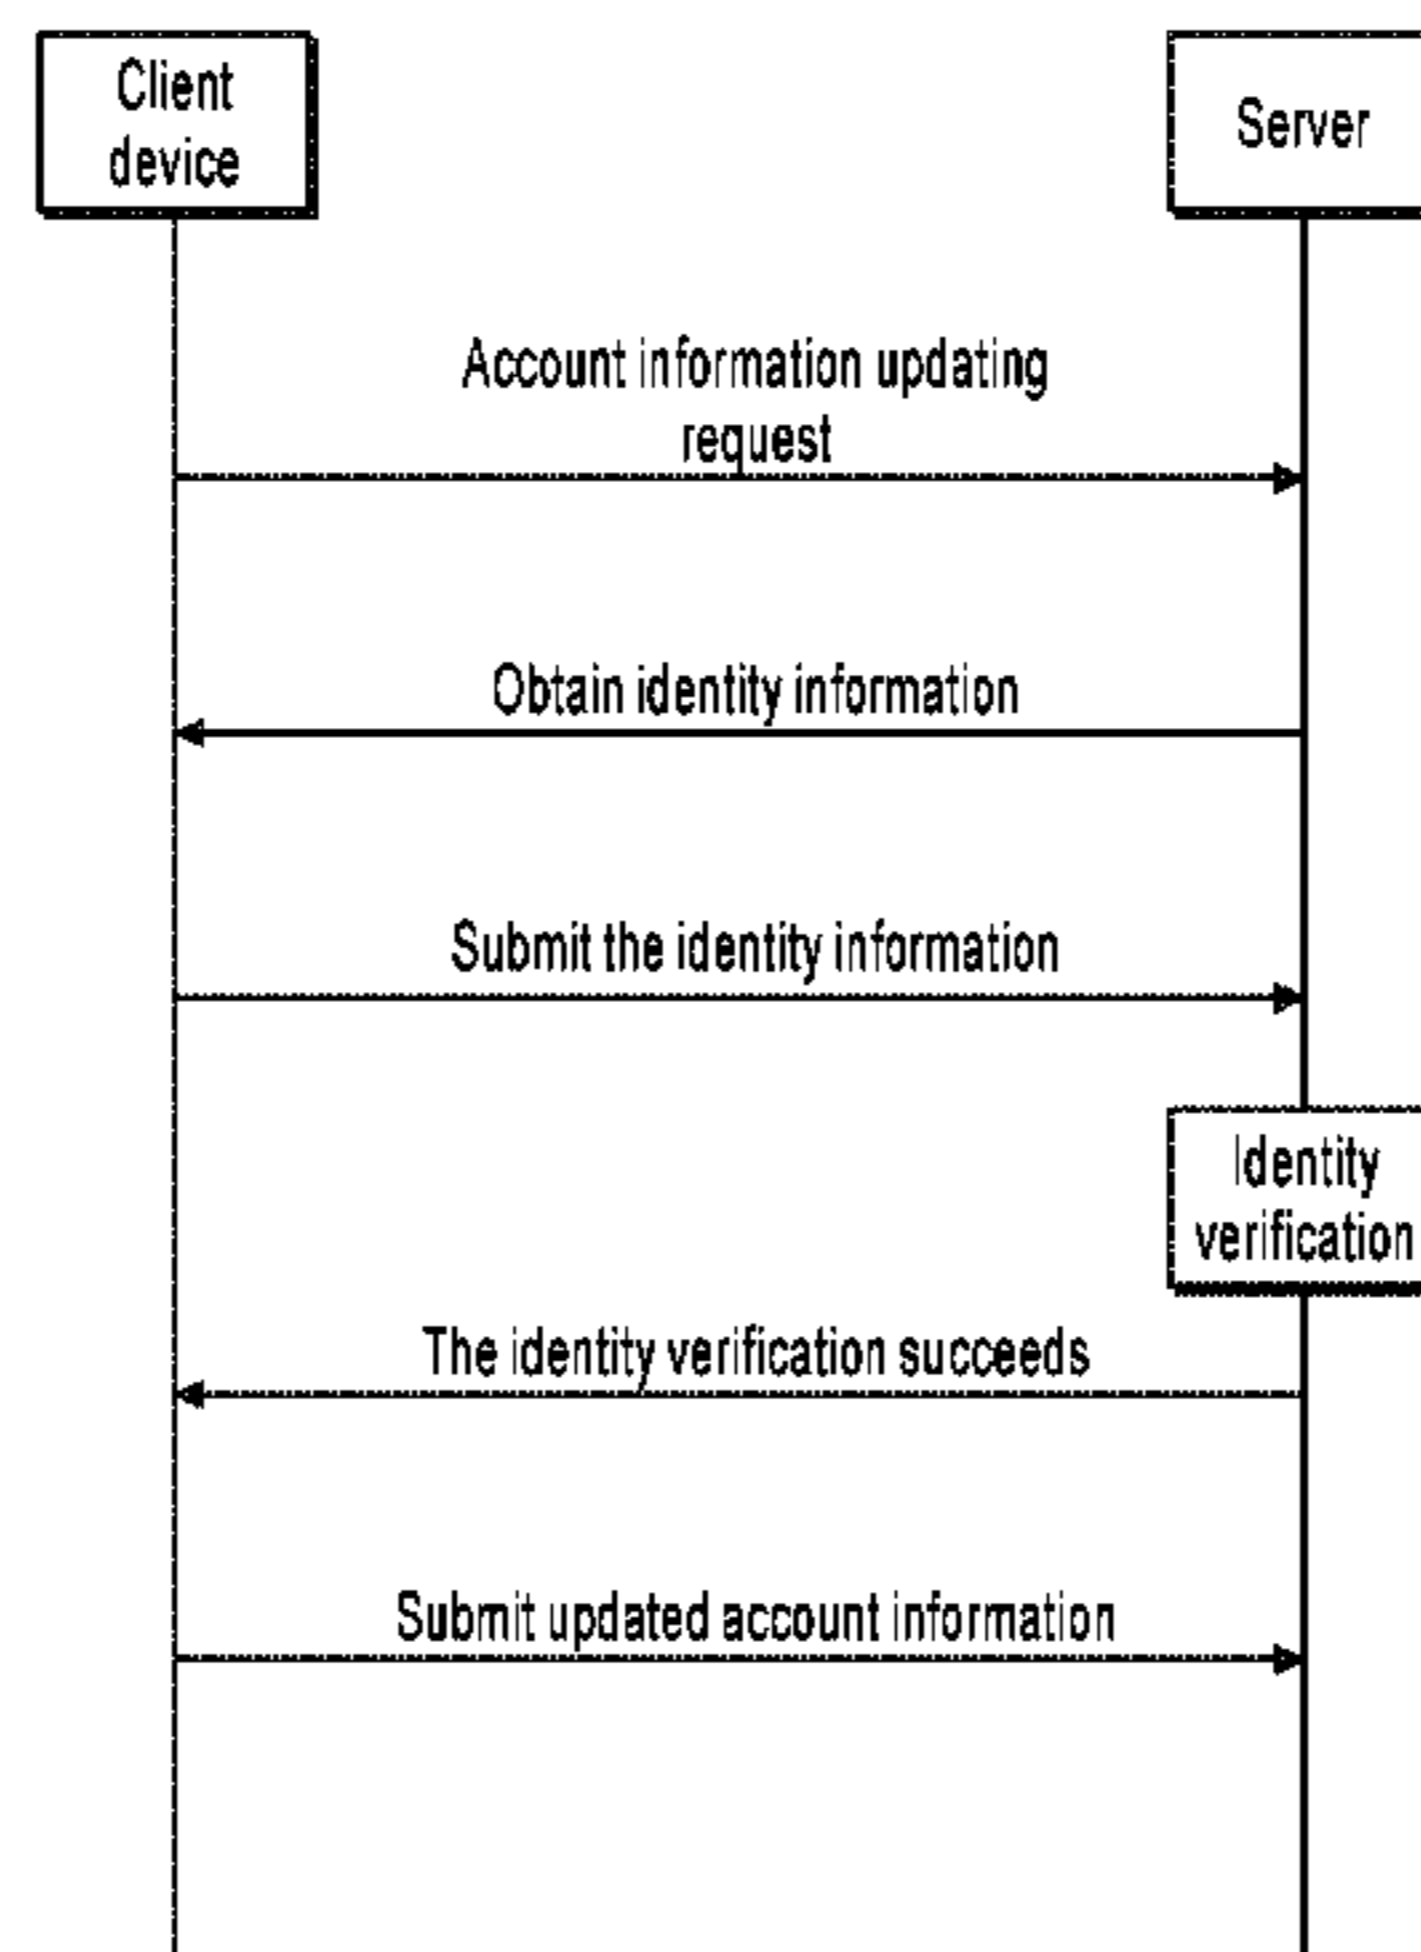 Client
device
Server
Account information updating
request
Obtain identity information
Submit the identity information
Identity
verification
The identity verification succeeds
Submit updated account information